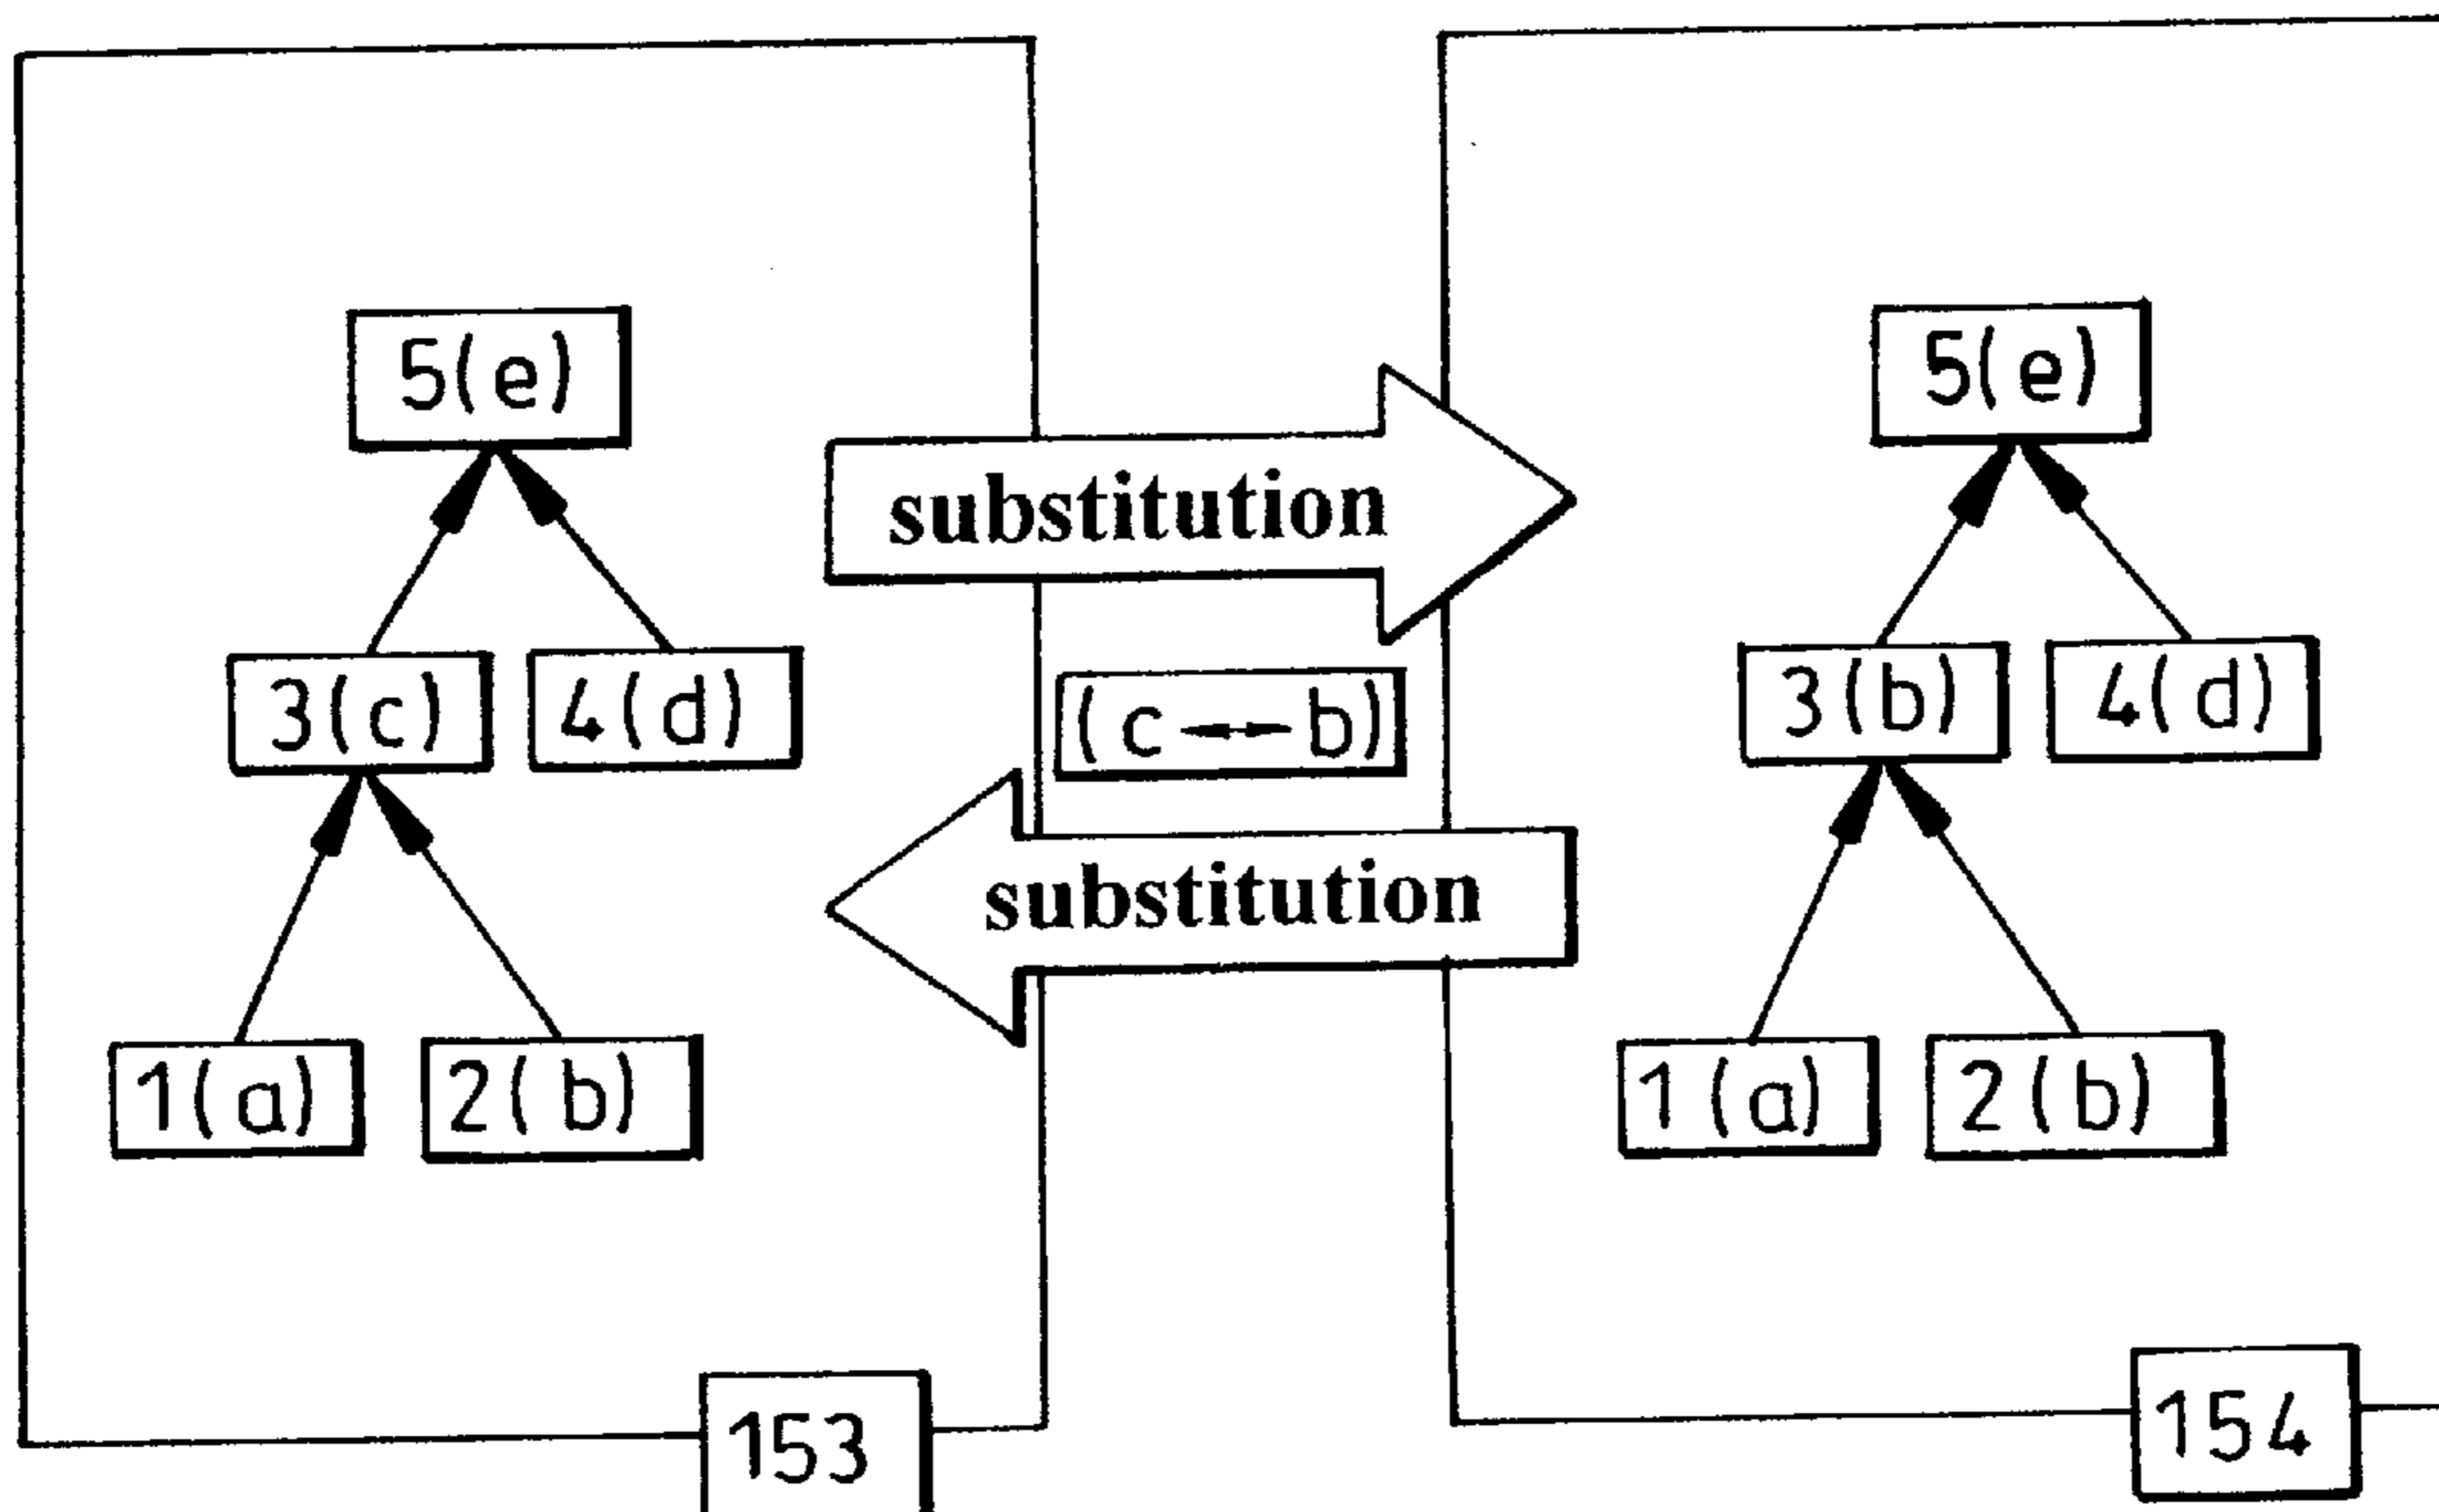 5(e)
3(c)
4(d)
1(a)
2(b)
153
substitution
(c↔b)
substitution
5(e)
3(b)
4(d)
1(a)
2(b)
154